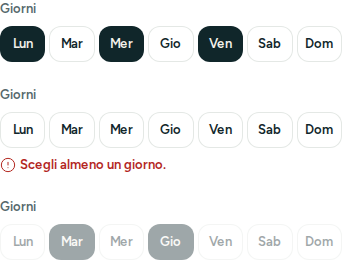 Giorni
Lun Mar Mer Gio Ven Sab Dom
Giorni
Lun Mar Mer Gio Ven Sab Dom
Scegli almeno un giorno.
Giorni
Lun Mar Mer Gio Ven Sab Dom